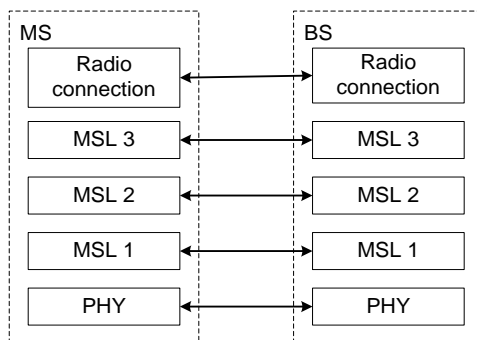 MS
Radio
connection
MSL 3
MSL 2
MSL 1
PHY
BS
Radio
connection
MSL 3
MSL 2
MSL 1
PHY